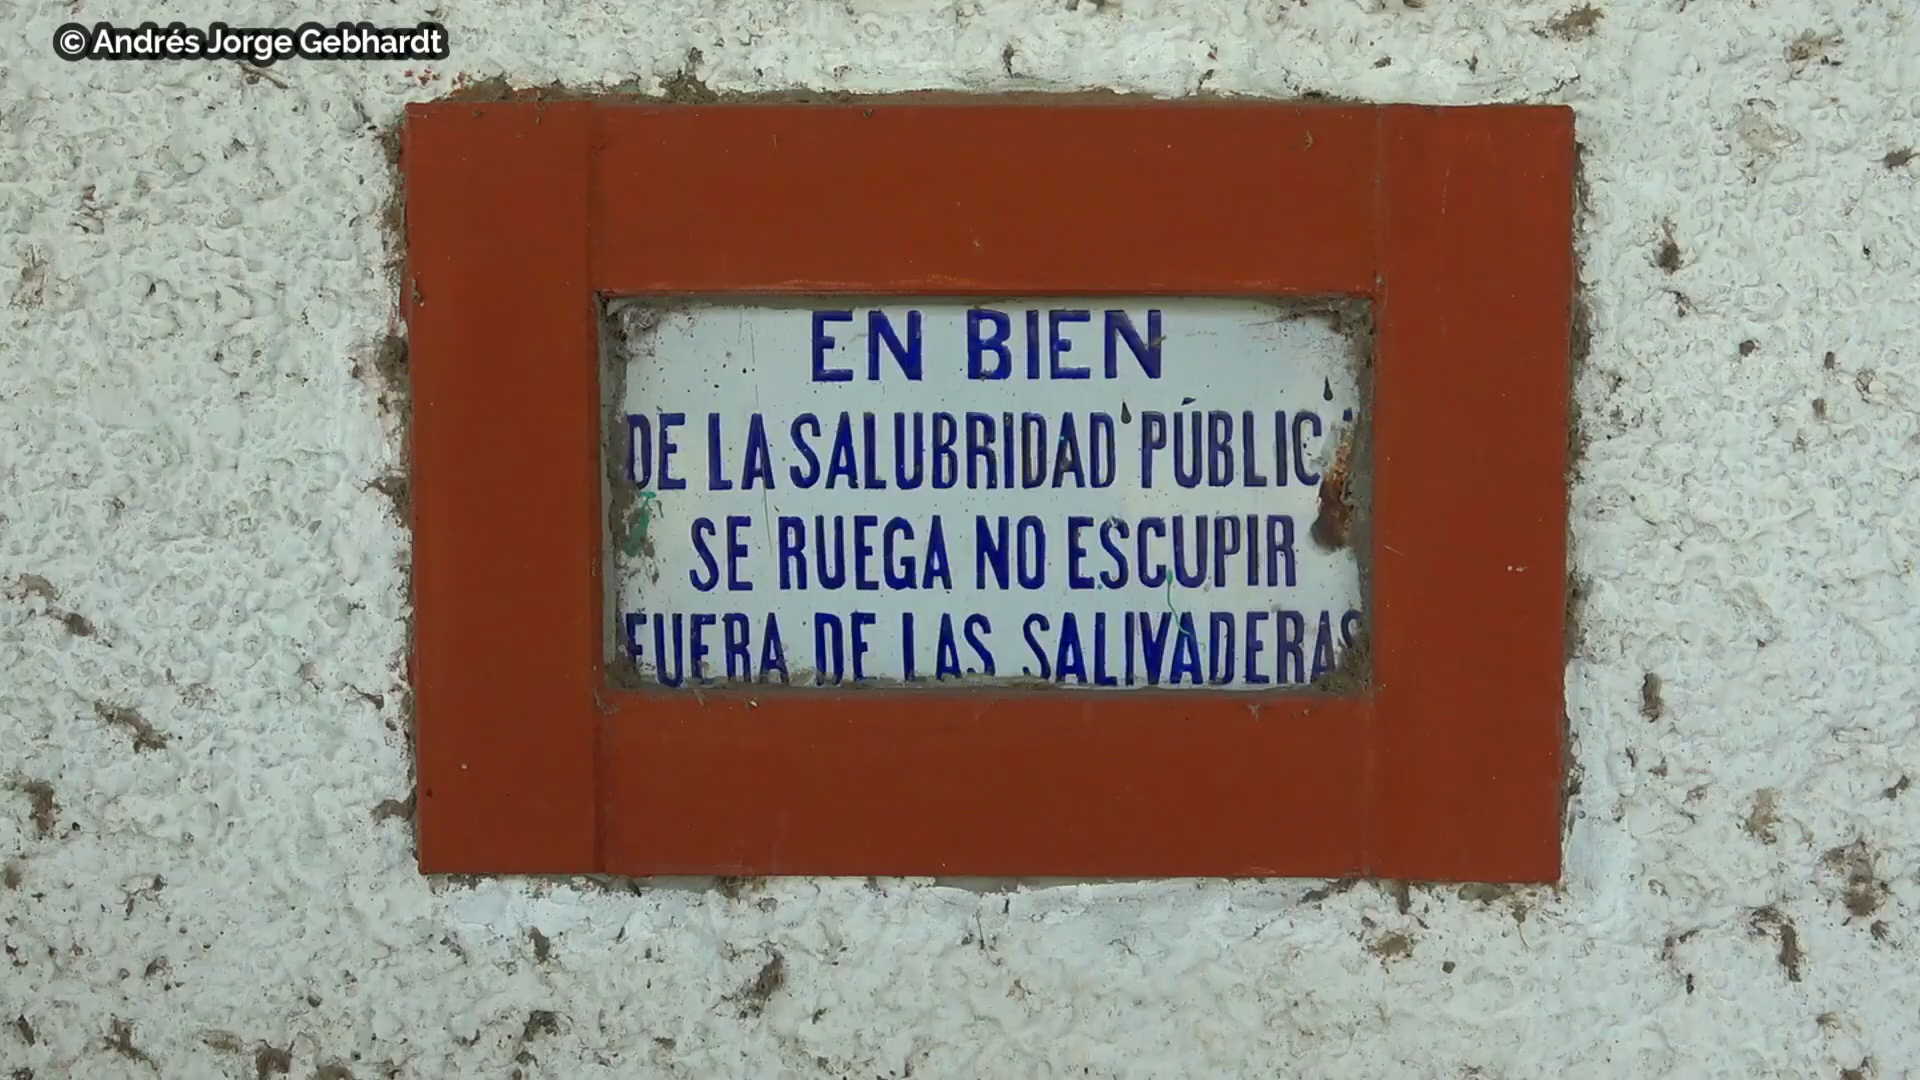 © Andrés Jorge Gebhardt
EN BIEN
DE LA SALUBRIDAD PÚBLIC
SE RUEGA NO ESCUPIR
FUERA DE LAS SALIVADERAS